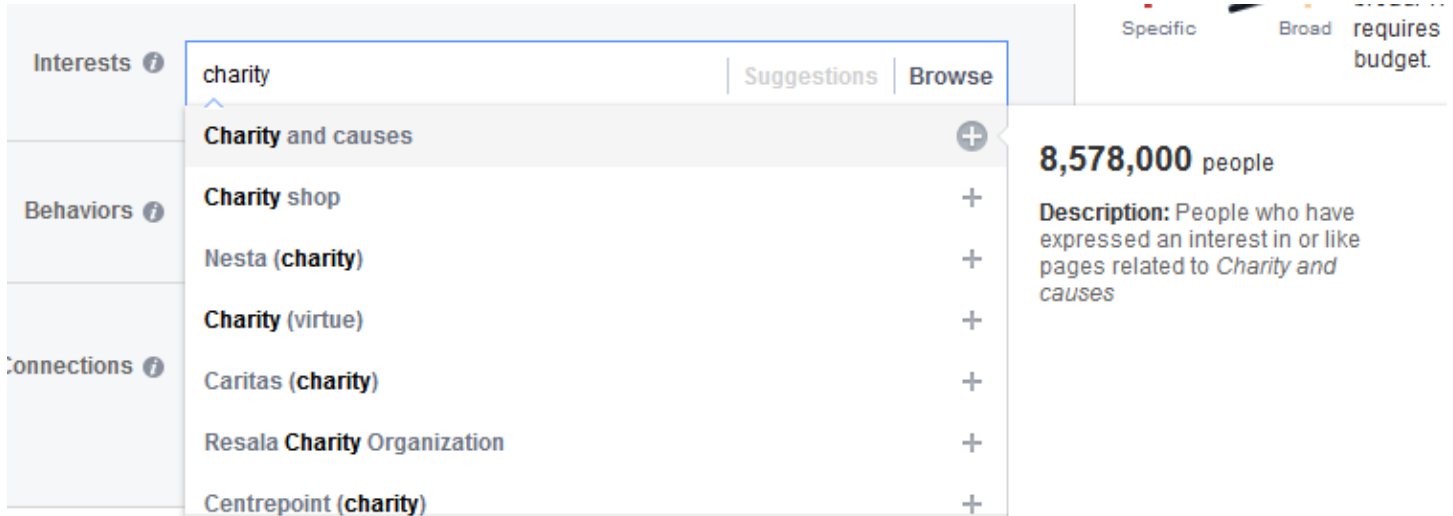 Specific
Broad
requires
budget.
Interests
charity
Suggestions
Browse
Charity and causes
Charity shop
Nesta (charity)
Charity (virtue)
Caritas (charity)
Resala Charity Organization
Centrepoint (charity)
Behaviors
Connections
8,578,000 people
Description: People who have
expressed an interest in or like
pages related to Charity and
causes